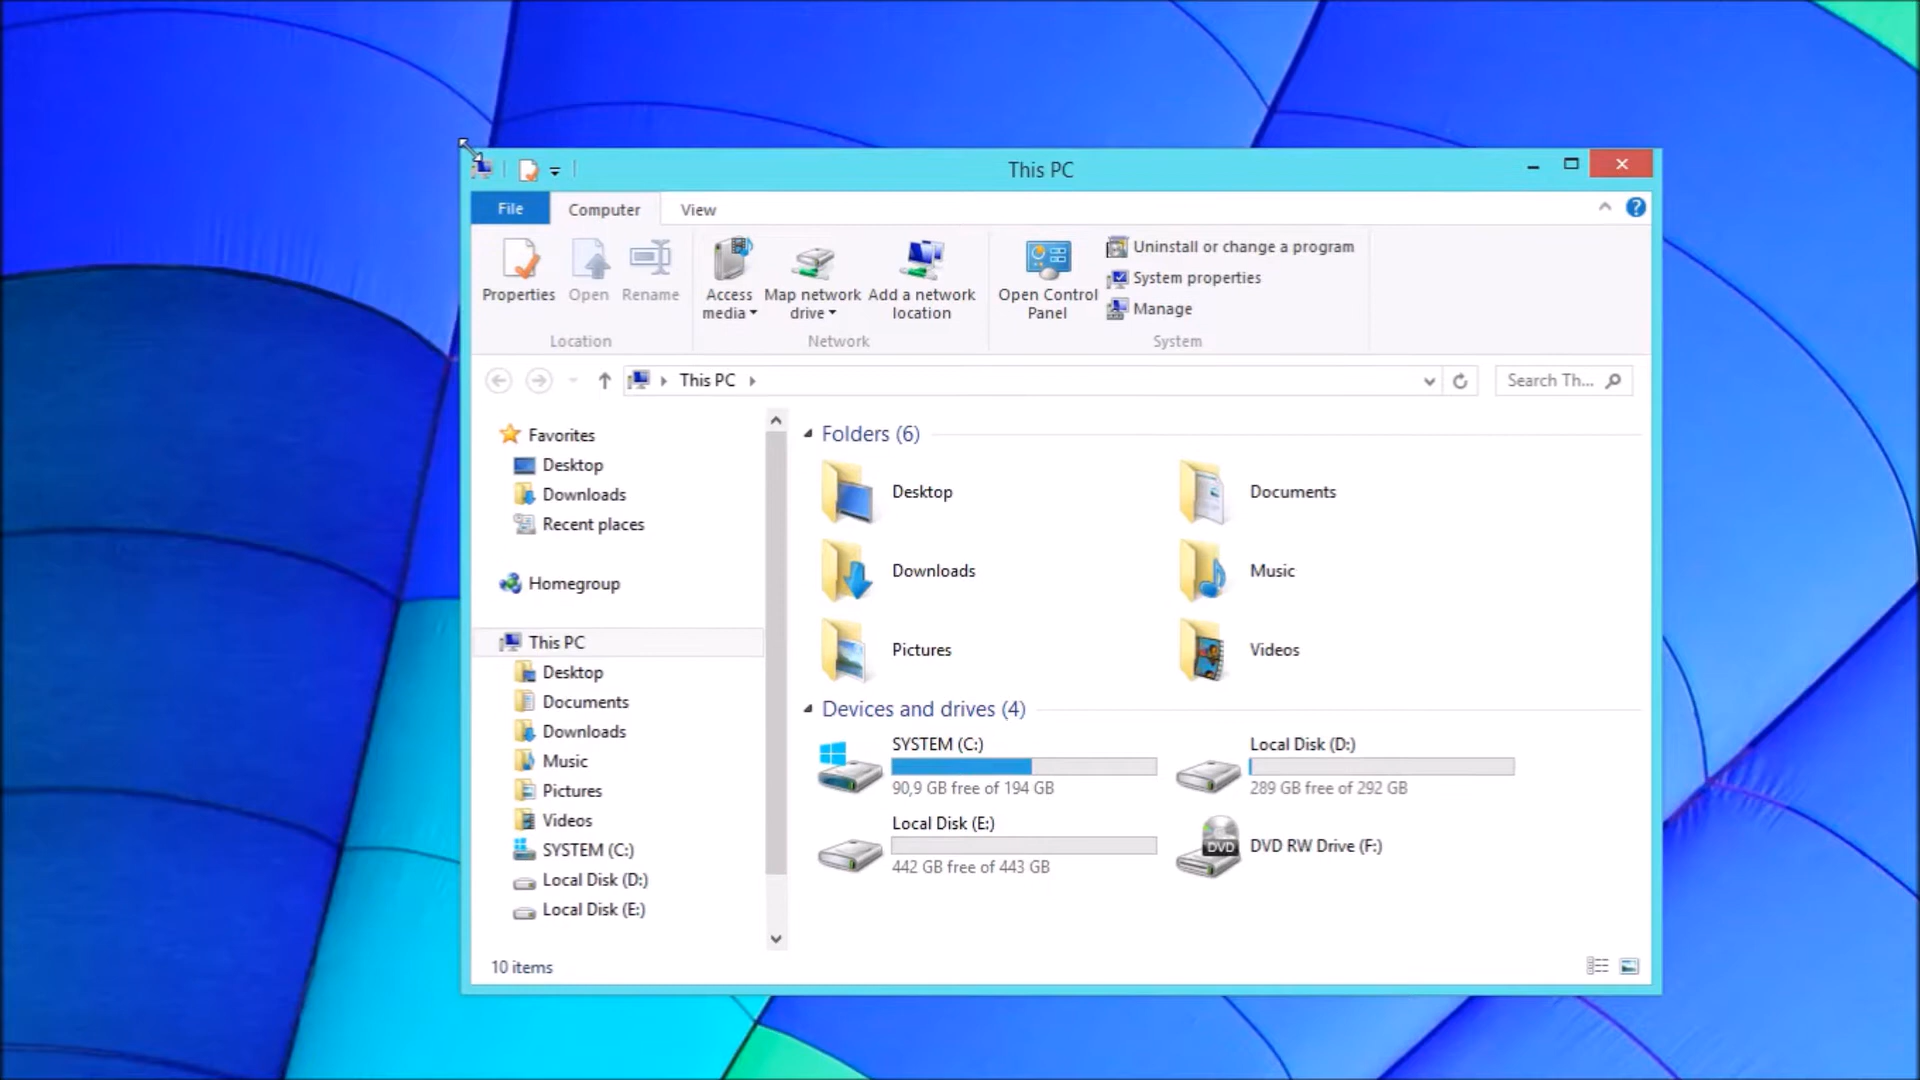 This PC
File
Computer
View
Properties
Open
Rename
Access media
Map network drive
Add a network location
Open Control Panel
Uninstall or change a program
System properties
Manage
Location
Network
System
This PC
Search Th...
Favorites
Desktop
Downloads
Recent places
Homegroup
This PC
Desktop
Documents
Downloads
Music
Pictures
Videos
SYSTEM (C:)
Local Disk (D:)
Local Disk (E:)
Folders (6)
Desktop
Documents
Downloads
Music
Pictures
Videos
Devices and drives (4)
SYSTEM (C:)
90,9 GB free of 194 GB
Local Disk (D:)
289 GB free of 292 GB
Local Disk (E:)
442 GB free of 443 GB
DVD
DVD RW Drive (F:)
10 items